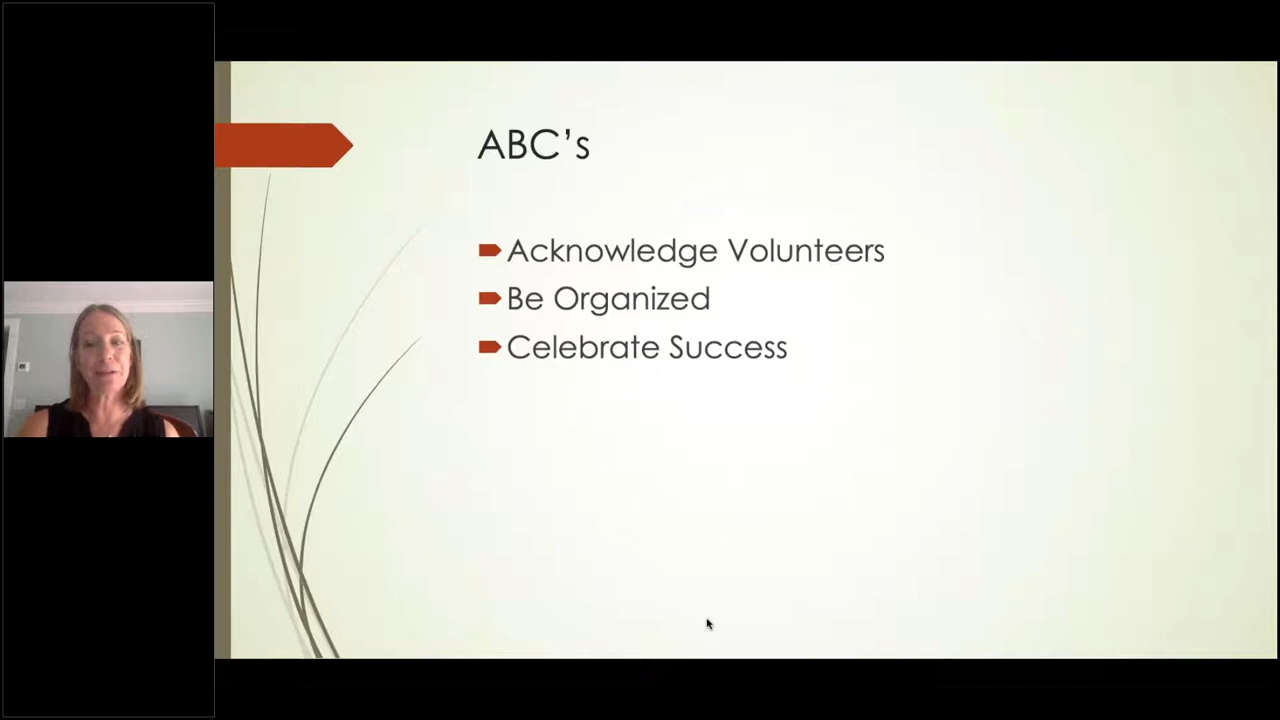 ABC’s
Acknowledge Volunteers
Be Organized
Celebrate Success